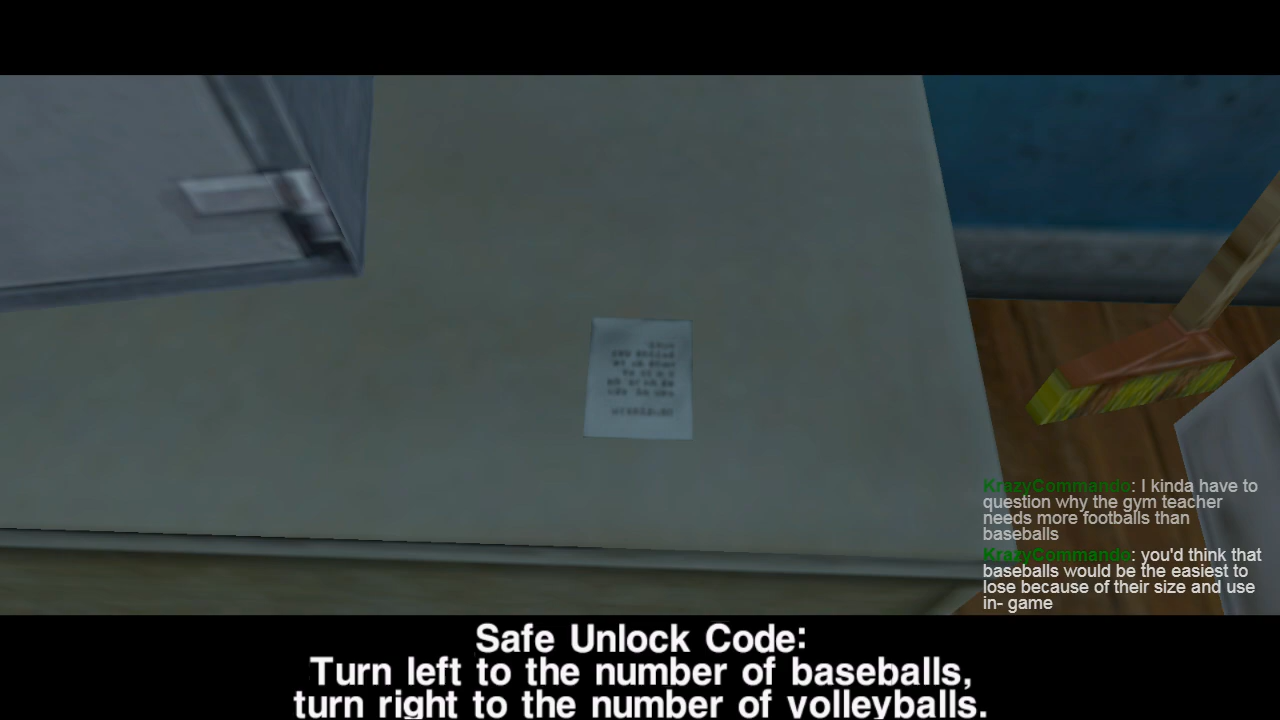 KrazyCommando: I kinda have to
question why the gym teacher
needs more footballs than
baseballs
KrazyCommando: you'd think that
baseballs would be the easiest to
lose because of their size and use
in- game
Safe Unlock Code:
Turn left to the number of baseballs,
turn right to the number of volleyballs.